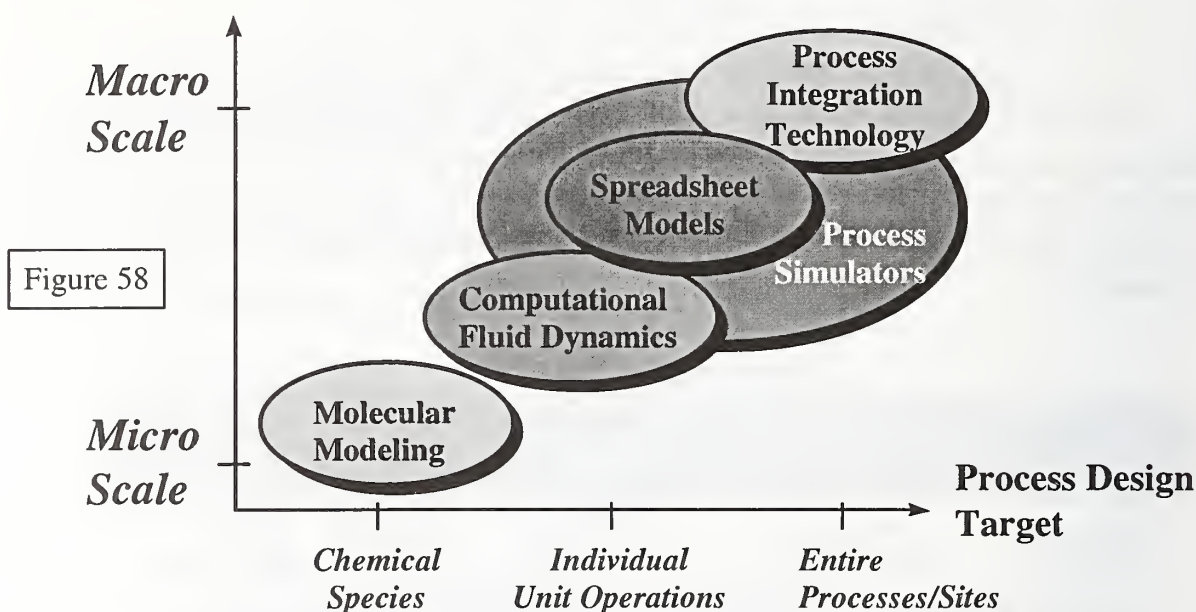 Macro
Scale
Process
Integration
Technology
Spreadsheet
Models
Process
Simulators
Figure 58
Computational
Fluid Dynamics
Molecular
Modeling
Micro
Scale
Process Design
Target
Chemical
Species
Individual
Unit Operations
Entire
Processes/Sites